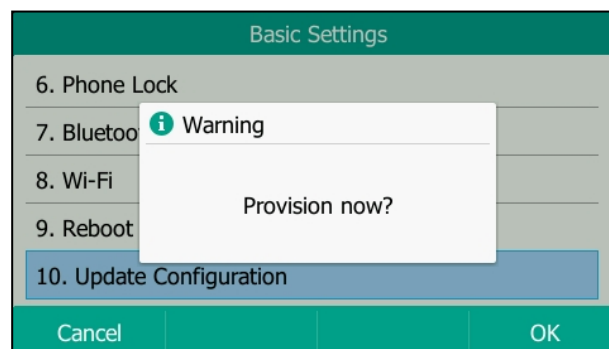 Basic Settings
6. Phone Lock
7. Bluetoo
Warning
8. Wi-Fi
Provision now?
9. Reboot
10. Update Configuration
Cancel
OK